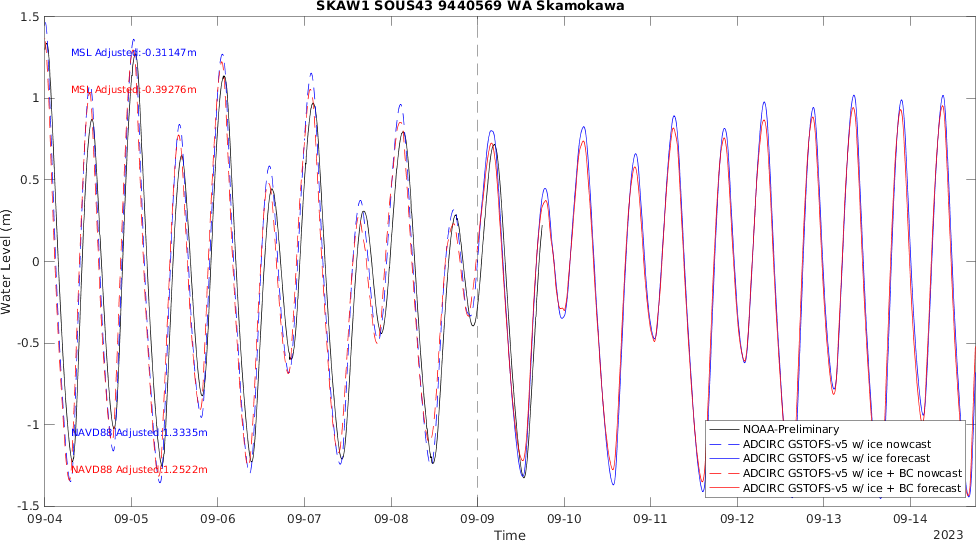 SKAW1 SOUS43 9440569 WA Skamokawa
Water Level (m)
1.5
1
0.5
0
-0.5
-1
-1.5
MSL Adjusted:-0.31147m
MSL Adjusted:-0.39276m
NAVD88 Adjusted:1.3335m
NAVD88 Adjusted:1.2522m
NOAA-Preliminary
ADCIRC GSTOFS-v5 w/ ice nowcast
ADCIRC GSTOFS-v5 w/ ice forecast
ADCIRC GSTOFS-v5 w/ ice + BC nowcast
ADCIRC GSTOFS-v5 w/ ice + BC forecast
09-04 09-05 09-06 09-07 09-08 09-09 09-10 09-11 09-12 09-13 09-14
Time
2023